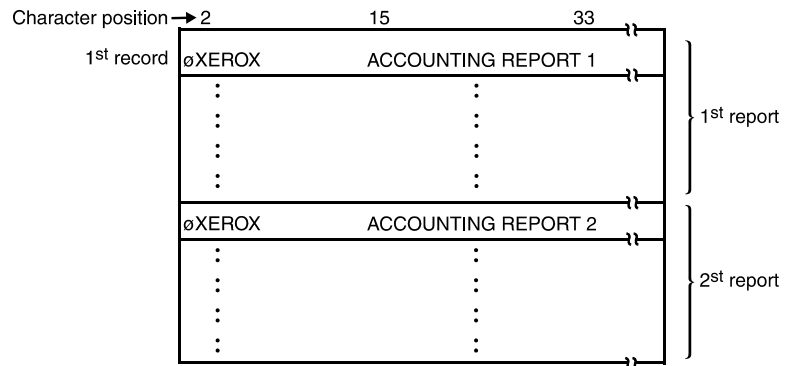 Character position → 2 15 33
1st record øXEROX ACCOUNTING REPORT 1
1st report
øXEROX ACCOUNTING REPORT 2
2st report